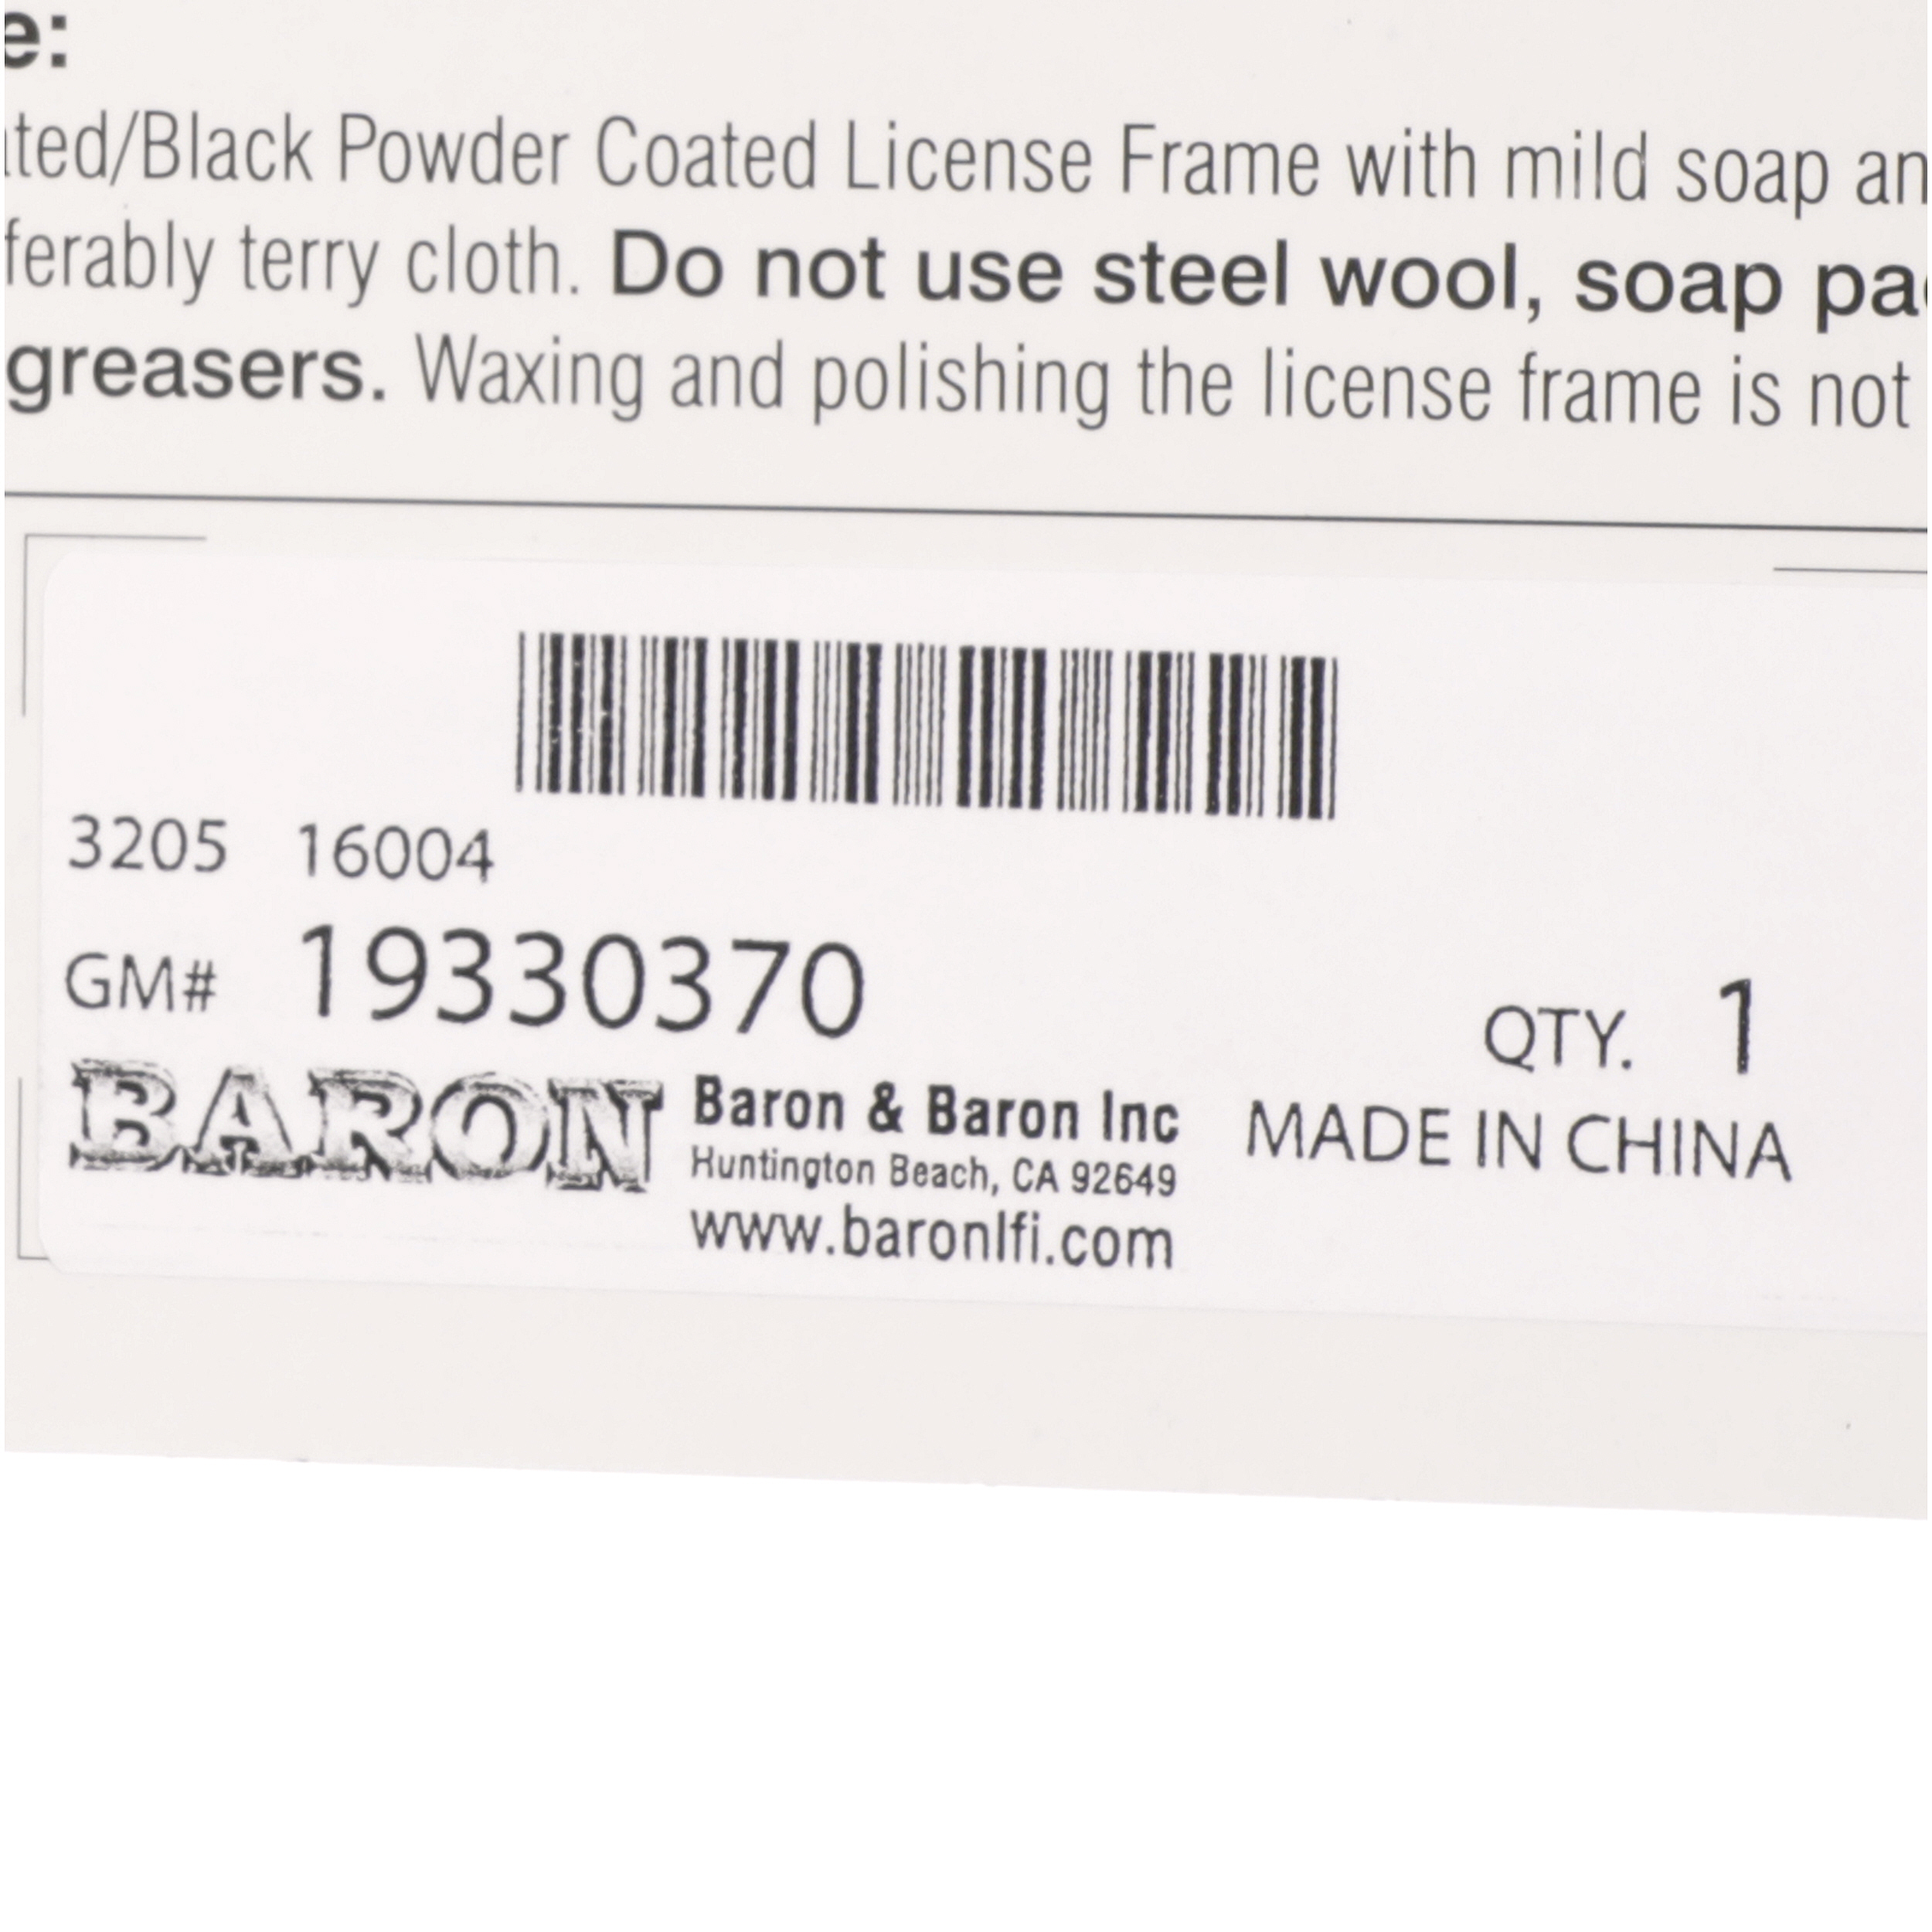 e:
ted/Black Powder Coated License Frame with mild soap an
ferably terry cloth. Do not use steel wool, soap pa
greasers. Waxing and polishing the license frame is not
3205 16004
GM# 19330370
QTY. 1
BARON
Baron & Baron Inc
Huntington Beach, CA 92649
www.baronlfi.com
MADE IN CHINA